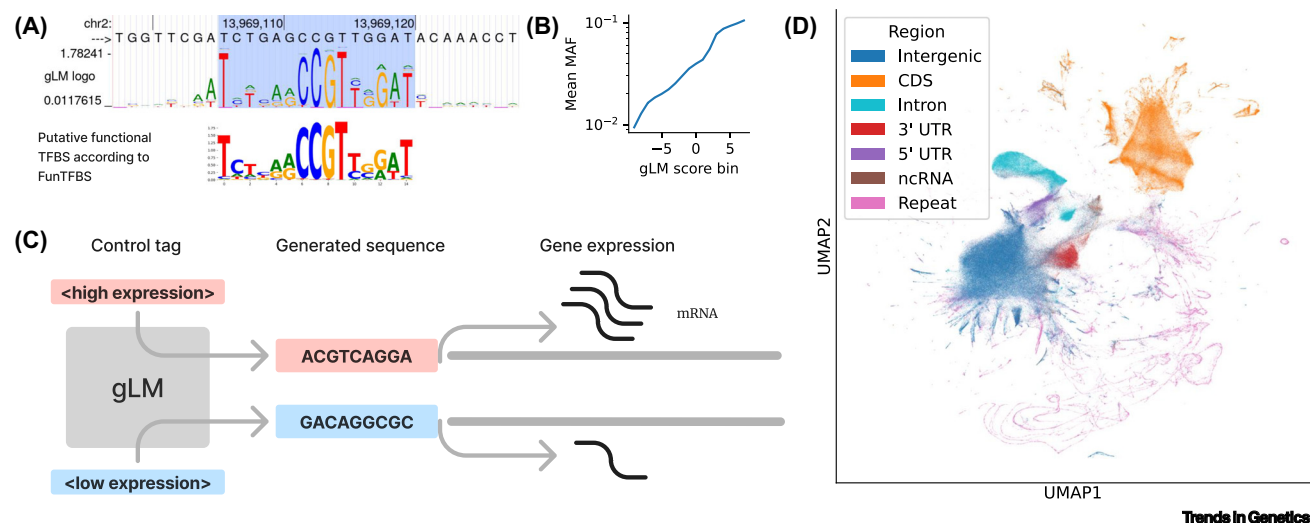 (A)
chr2:
13,969,110
13,969,120
--->
T G G T T C G A T C T G A G C C G T T G G A T A C A A A C C T
1.78241
gLM logo
0.0117615
Putative functional
TFBS according to
FunTFBS
(B)
Mean MAF
10⁻¹
10⁻²
−5 0 5
gLM score bin
(C)
Control tag
Generated sequence
Gene expression
<high expression>
gLM
<low expression>
ACGTCAGGA
GACAGGCGC
mRNA
(D)
Region
Intergenic
CDS
Intron
3' UTR
5' UTR
ncRNA
Repeat
UMAP2
UMAP1
Trends in Genetics